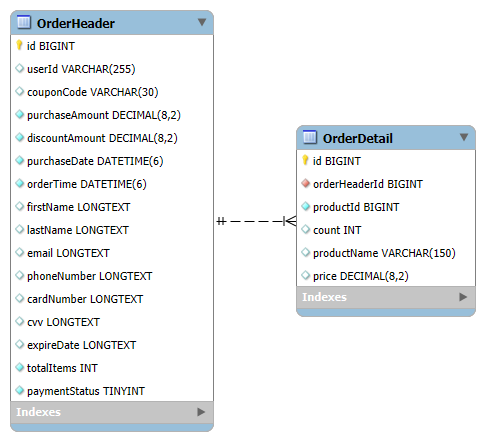 OrderHeader
id BIGINT
userId VARCHAR(255)
couponCode VARCHAR(30)
purchaseAmount DECIMAL(8,2)
discountAmount DECIMAL(8,2)
purchaseDate DATETIME(6)
orderTime DATETIME(6)
firstName LONGTEXT
lastName LONGTEXT
email LONGTEXT
phoneNumber LONGTEXT
cardNumber LONGTEXT
cvv LONGTEXT
expireDate LONGTEXT
totalItems INT
paymentStatus TINYINT
Indexes
OrderDetail
id BIGINT
orderHeaderId BIGINT
productId BIGINT
count INT
productName VARCHAR(150)
price DECIMAL(8,2)
Indexes